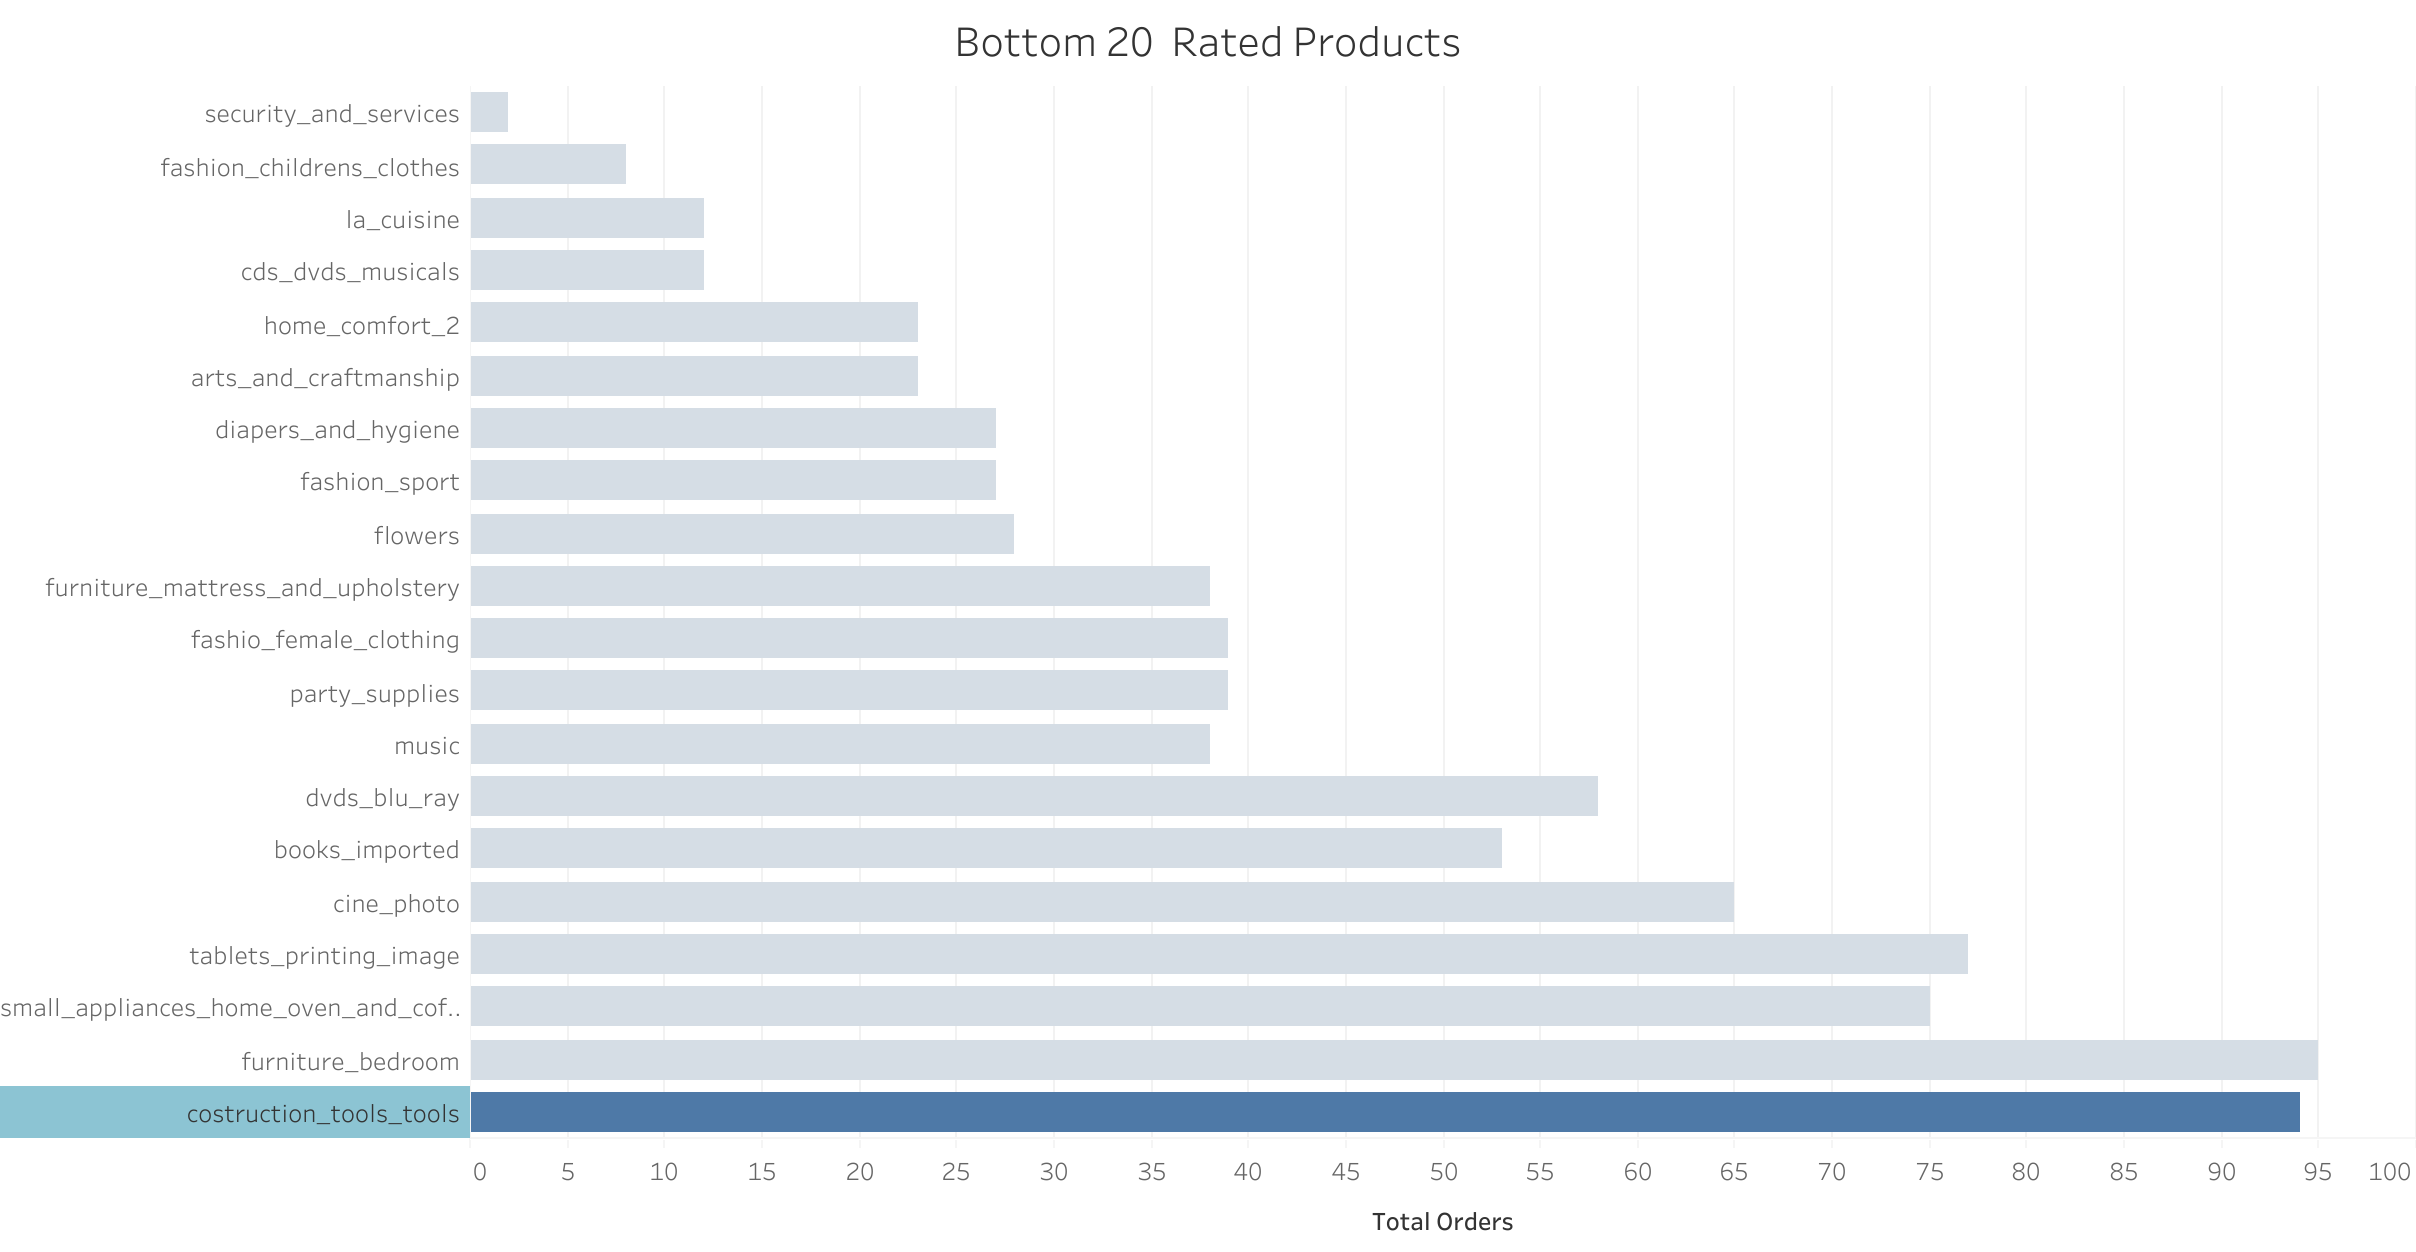 Bottom 20  Rated Products
security_and_services
fashion_childrens_clothes
la_cuisine
cds_dvds_musicals
home_comfort_2
arts_and_craftmanship
diapers_and_hygiene
fashion_sport
flowers
furniture_mattress_and_upholstery
fashio_female_clothing
party_supplies
music
dvds_blu_ray
books_imported
cine_photo
tablets_printing_image
small_appliances_home_oven_and_cof..
furniture_bedroom
costruction_tools_tools
0 5 10 15 20 25 30 35 40 45 50 55 60 65 70 75 80 85 90 95 100
Total Orders